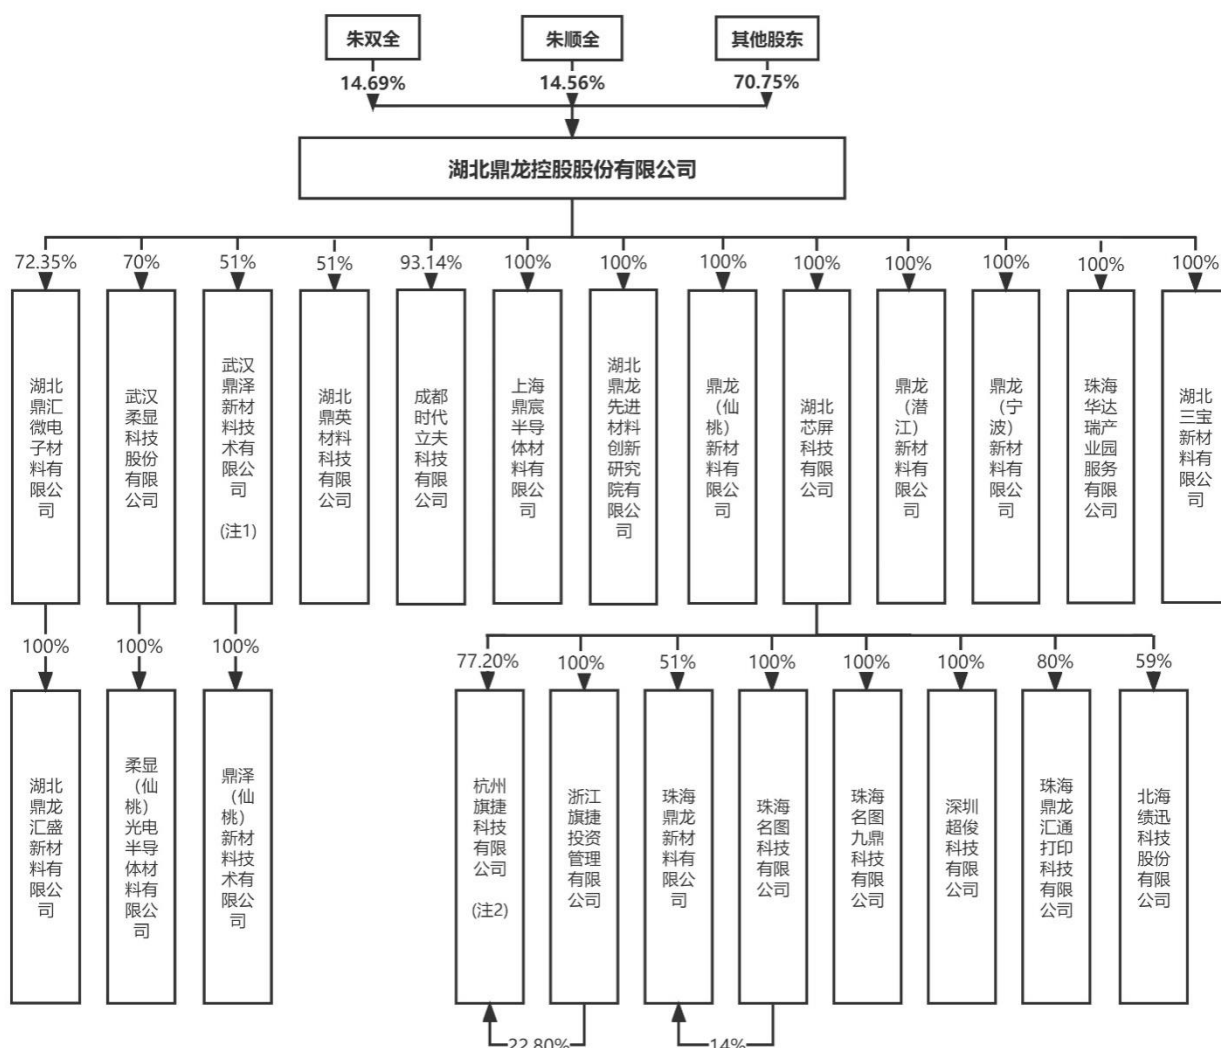 朱双全
朱顺全
其他股东
14.69%
14.56%
70.75%
湖北鼎龙控股股份有限公司
72.35%
70%
51%
51%
93.14%
100%
100%
100%
100%
100%
100%
100%
100%
湖北
鼎汇
微电
子材
料有
限公
司
武汉
柔显
科技
股份
有限
公司
武汉
鼎泽
新材
料技
术有
限公
司
(注1)
湖北
鼎英
材料
科技
有限
公司
成都
时代
立夫
科技
有限
公司
上海
鼎宸
半导
体材
料有
限公
司
湖北
鼎龙
先进
材料
创新
研究
院有
限公
司
鼎龙
（仙
桃）
新材
料有
限公
司
湖北
芯屏
科技
有限
公司
鼎龙
（潜
江）
新材
料有
限公
司
鼎龙
（宁
波）
新材
料有
限公
司
珠海
华达
瑞产
业园
服务
有限
公司
湖北
三宝
新材
料有
限公
司
100%
100%
100%
77.20%
100%
51%
100%
100%
100%
80%
59%
湖北
鼎龙
汇盛
新材
料有
限公
司
柔显
（仙
桃）
光电
半导
体材
料有
限公
司
鼎泽
（仙
桃）
新材
料技
术有
限公
司
杭州
旗捷
科技
有限
公司
(注2)
浙江
旗捷
投资
管理
有限
公司
珠海
鼎龙
新材
料有
限公
司
珠海
名图
科技
有限
公司
珠海
名图
九鼎
科技
有限
公司
深圳
超俊
科技
有限
公司
珠海
鼎龙
汇通
打印
科技
有限
公司
北海
绩迅
科技
股份
有限
公司
22.80%
14%